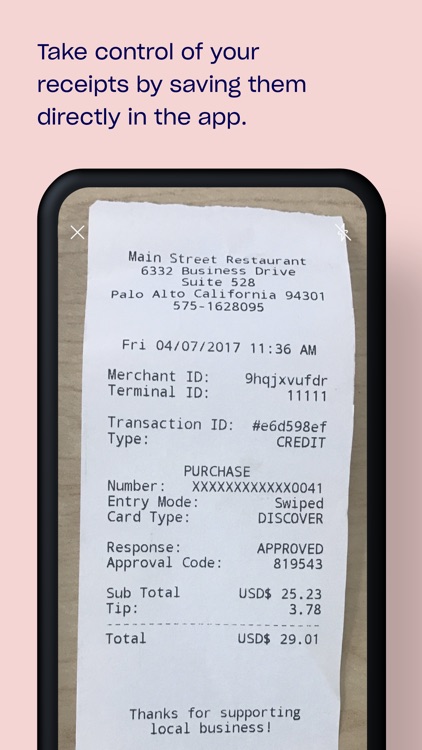 Take control of your
receipts by saving them
directly in the app.
Main Street Restaurant
6332 Business Drive
Suite 528
Palo Alto California 94301
575-1628095
Fri 04/07/2017 11:36 AM
Merchant ID: 9hqjxvufdr
Terminal ID: 11111
Transaction ID: #e6d598ef
Type: CREDIT
PURCHASE
Number: XXXXXXXXXXXX0041
Entry Mode: Swiped
Card Type: DISCOVER
Response: APPROVED
Approval Code: 819543
Sub Total USD$ 25.23
Tip: 3.78
Total USD$ 29.01
Thanks for supporting
local business!